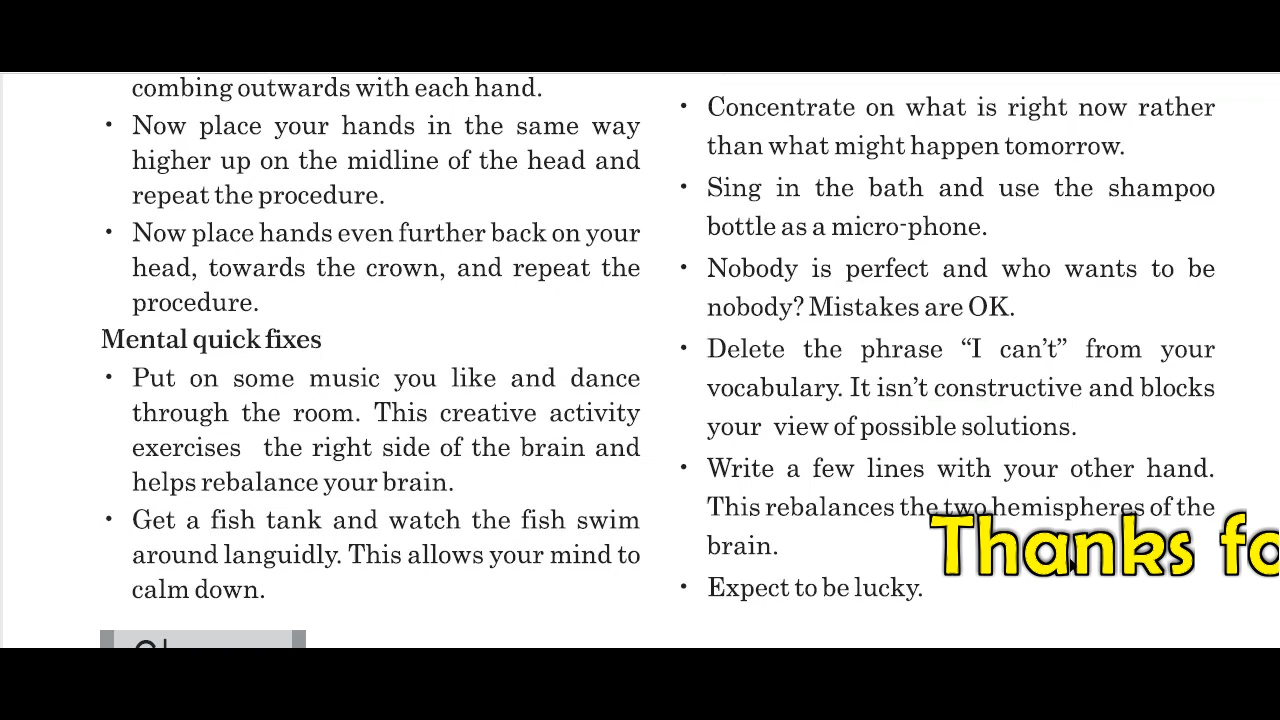 combing outwards with each hand.
• Now place your hands in the same way
higher up on the midline of the head and
repeat the procedure.
• Now place hands even further back on your
head, towards the crown, and repeat the
procedure.
Mental quick fixes
• Put on some music you like and dance
through the room. This creative activity
exercises the right side of the brain and
helps rebalance your brain.
• Get a fish tank and watch the fish swim
around languidly. This allows your mind to
calm down.
• Concentrate on what is right now rather
than what might happen tomorrow.
• Sing in the bath and use the shampoo
bottle as a micro-phone.
• Nobody is perfect and who wants to be
nobody? Mistakes are OK.
• Delete the phrase “I can’t” from your
vocabulary. It isn’t constructive and blocks
your view of possible solutions.
• Write a few lines with your other hand.
This rebalances the two hemispheres of the
brain.
• Expect to be lucky.
Thanks